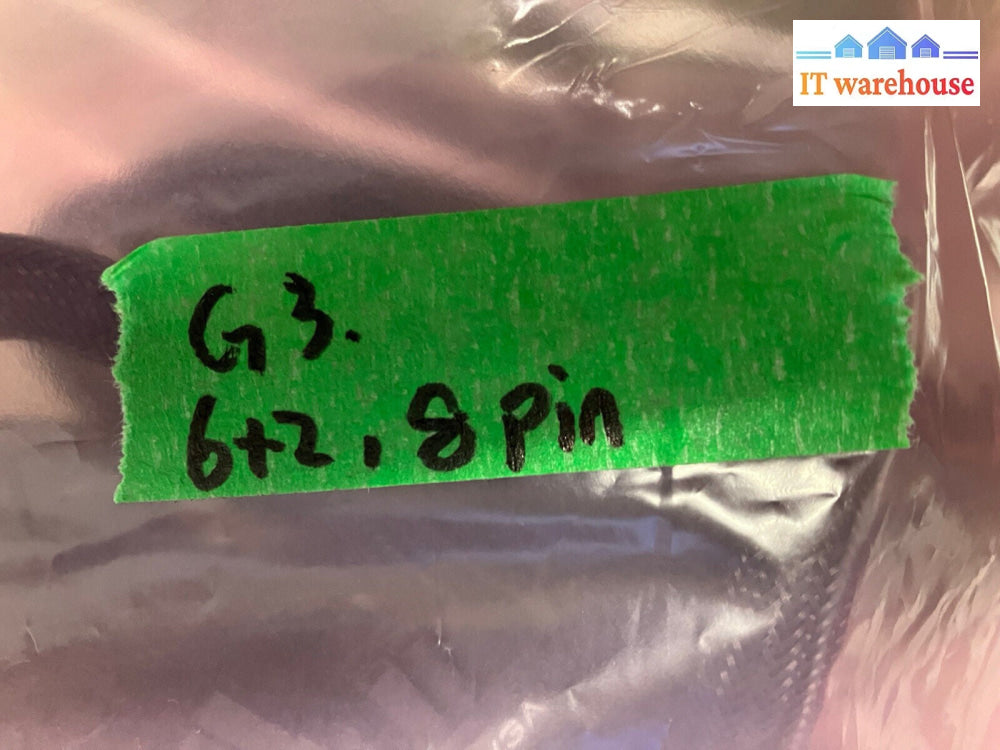 IT warehouse
G3.
6+2, 8 pin